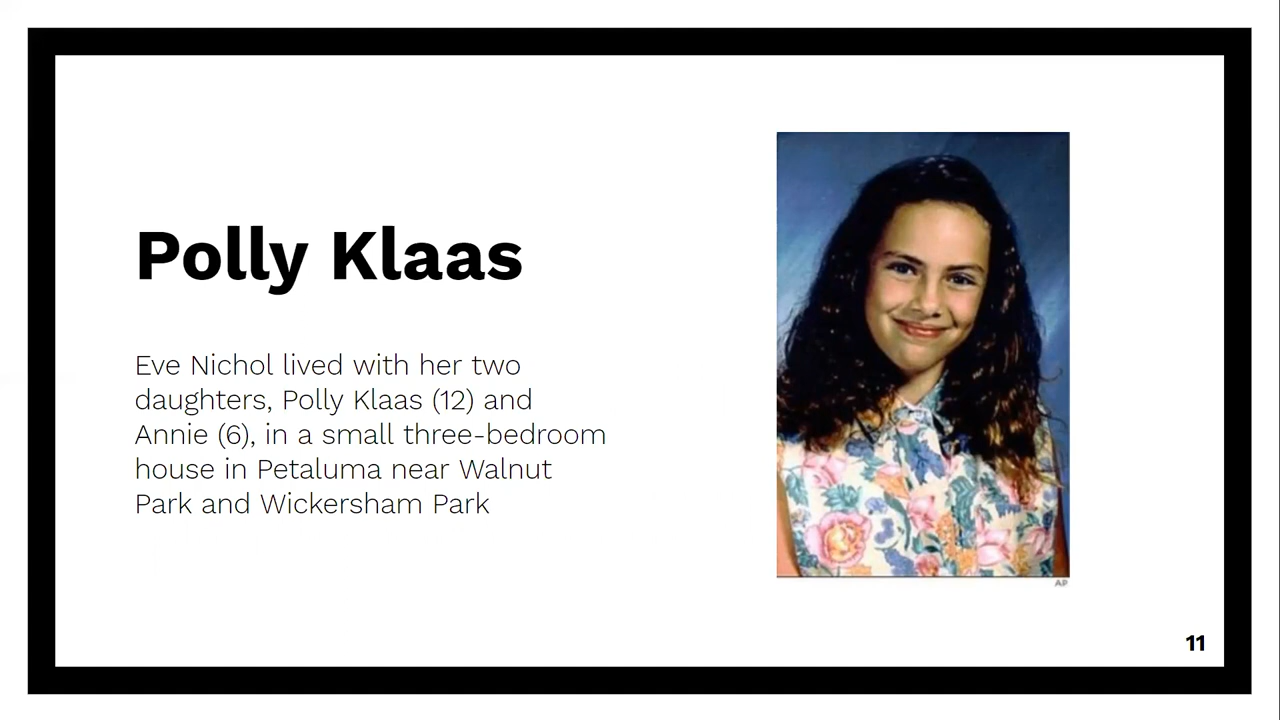 Polly Klaas
Eve Nichol lived with her two
daughters, Polly Klaas (12) and
Annie (6), in a small three-bedroom
house in Petaluma near Walnut
Park and Wickersham Park
AP
11